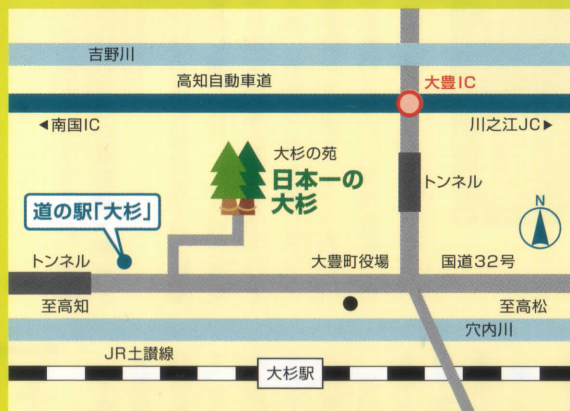 吉野川
高知自動車道
大豊IC
◀南国IC
川之江JC▶
大杉の苑
日本一の
大杉
トンネル
道の駅「大杉」
N
トンネル
大豊町役場
国道32号
至高知
至高松
穴内川
JR土讃線
大杉駅